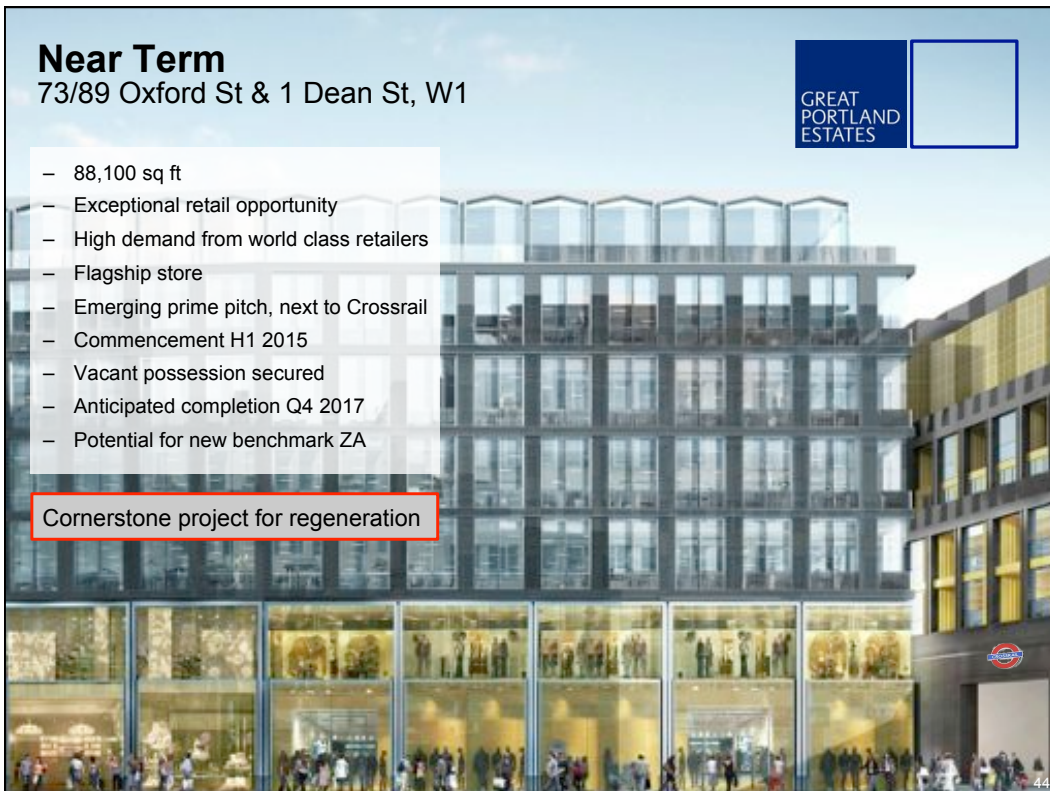 Near Term
73/89 Oxford St & 1 Dean St, W1
GREAT
PORTLAND
ESTATES
– 88,100 sq ft
– Exceptional retail opportunity
– High demand from world class retailers
– Flagship store
– Emerging prime pitch, next to Crossrail
– Commencement H1 2015
– Vacant possession secured
– Anticipated completion Q4 2017
– Potential for new benchmark ZA
Cornerstone project for regeneration
CROSSRAIL
44